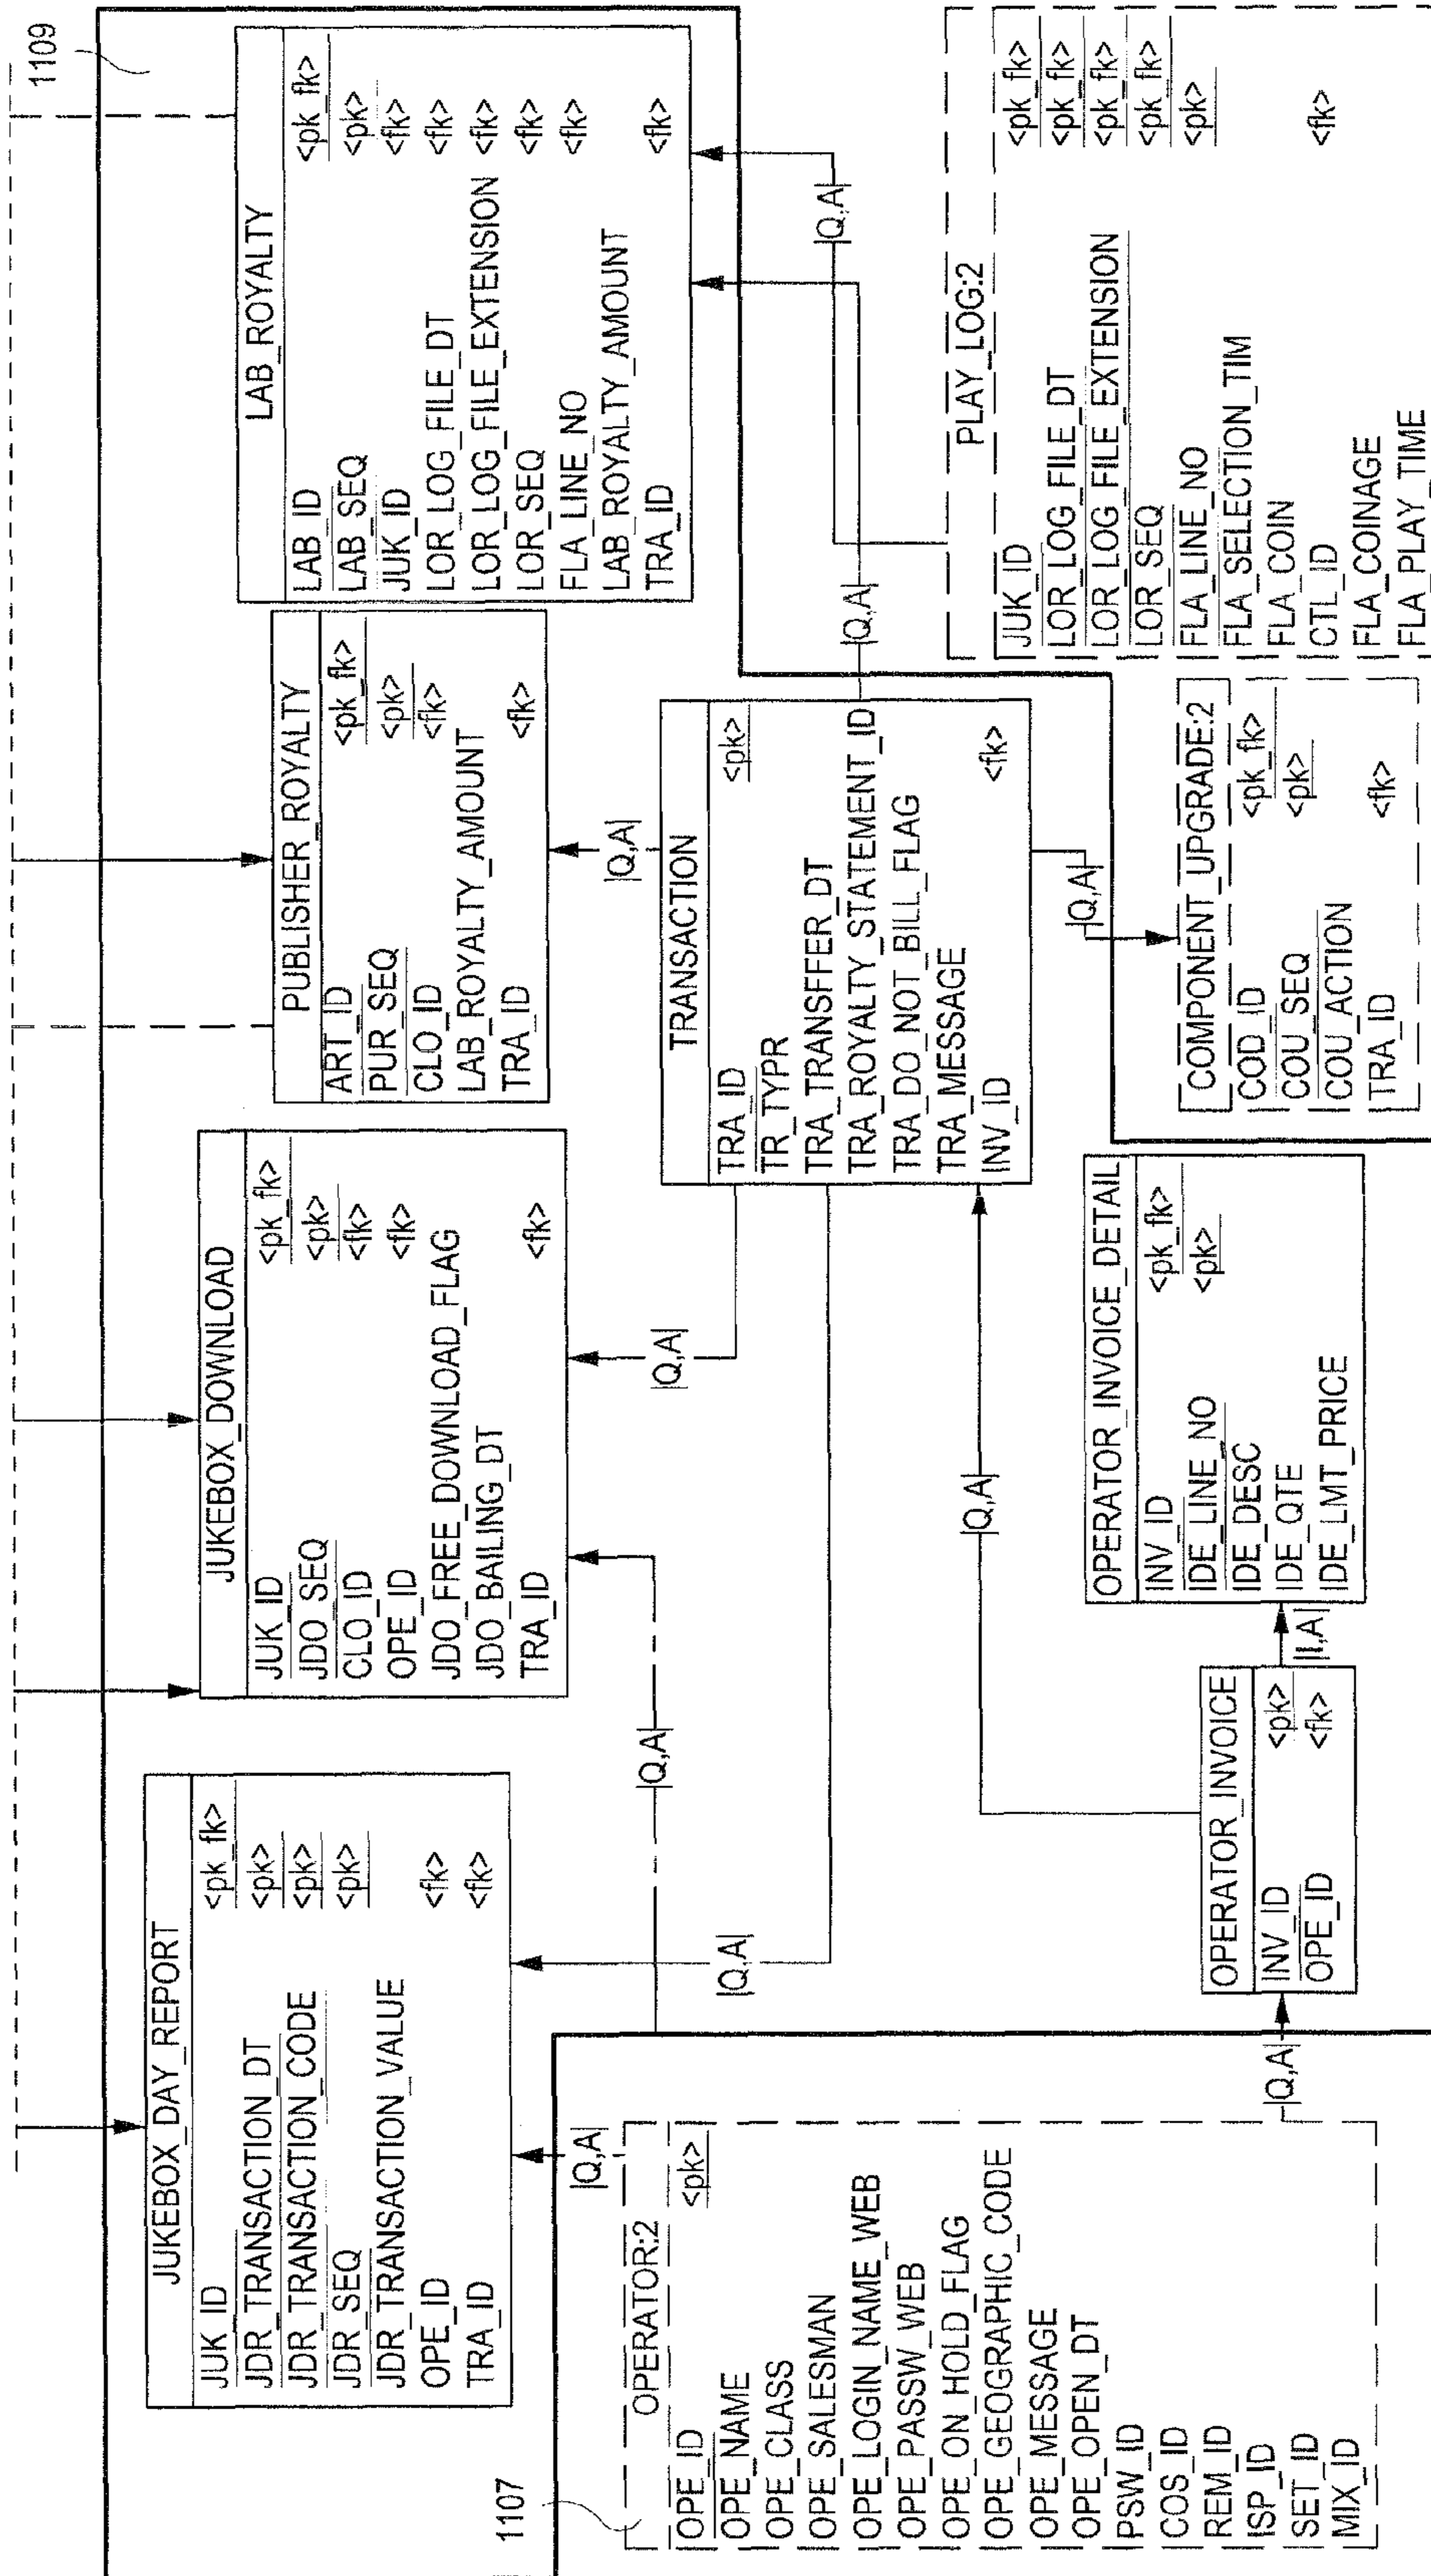 1109
JUKEBOX_DAY_REPORT
JUK_ID <pk_fk>
JDR_TRANSACTION_DT <pk>
JDR_TRANSACTION_CODE <pk>
JDR_SEQ <pk>
JDR_TRANSACTION_VALUE
OPE_ID <fk>
TRA_ID <fk>
JUKEBOX_DOWNLOAD
JUK_ID <pk_fk>
JDO_SEQ <pk>
CLO_ID <fk>
OPE_ID <fk>
JDO_FREE_DOWNLOAD_FLAG
JDO_BAILING_DT
TRA_ID <fk>
PUBLISHER_ROYALTY
ART_ID <pk_fk>
PUR_SEQ <pk>
CLO_ID <fk>
LAB_ROYALTY_AMOUNT
TRA_ID <fk>
LAB_ROYALTY
LAB_ID <pk_fk>
LAB_SEQ <pk>
JUK_ID <fk>
LOR_LOG_FILE_DT <fk>
LOR_LOG_FILE_EXTENSION <fk>
LOR_SEQ <fk>
FLA_LINE_NO <fk>
LAB_ROYALTY_AMOUNT
TRA_ID <fk>
|Q,A|
|Q,A|
|Q,A|
|Q,A|
|Q,A|
|Q,A|
|Q,A|
1107
OPERATOR:2
OPE_ID <pk>
OPE_NAME
OPE_CLASS
OPE_SALESMAN
OPE_LOGIN_NAME_WEB
OPE_PASSW_WEB
OPE_ON_HOLD_FLAG
OPE_GEOGRAPHIC_CODE
OPE_MESSAGE
OPE_OPEN_DT
PSW_ID
COS_ID
REM_ID
ISP_ID
SET_ID
MIX_ID
TRANSACTION
TRA_ID <pk>
TR_TYPR
TRA_TRANSFER_DT
TRA_ROYALTY_STATEMENT_ID
TRA_DO_NOT_BILL_FLAG
TRA_MESSAGE
INV_ID <fk>
|Q,A|
|Q,A|
|Q,A|
OPERATOR_INVOICE
INV_ID <pk>
OPE_ID <fk>
|I,A|
OPERATOR_INVOICE_DETAIL
INV_ID <pk_fk>
IDE_LINE_NO <pk>
IDE_DESC
IDE_QTE
IDE_LMT_PRICE
COMPONENT_UPGRADE:2
COD_ID <pk_fk>
COU_SEQ <pk>
COU_ACTION
TRA_ID <fk>
PLAY_LOG:2
JUK_ID <pk_fk>
LOR_LOG_FILE_DT <pk_fk>
LOR_LOG_FILE_EXTENSION <pk_fk>
LOR_SEQ <pk_fk>
FLA_LINE_NO <pk>
FLA_SELECTION_TIM
FLA_COIN
CTL_ID <fk>
FLA_COINAGE
FLA_PLAY_TIME